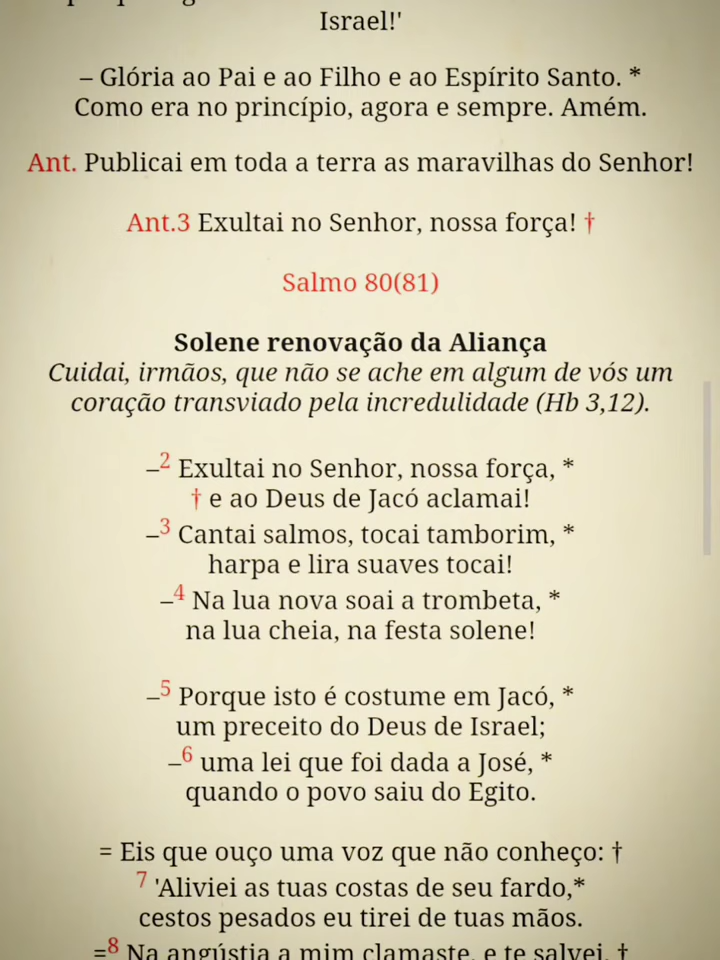 Israel!'
– Glória ao Pai e ao Filho e ao Espírito Santo. *
Como era no princípio, agora e sempre. Amém.
Ant. Publicai em toda a terra as maravilhas do Senhor!
Ant.3 Exultai no Senhor, nossa força! †
Salmo 80(81)
Solene renovação da Aliança
Cuidai, irmãos, que não se ache em algum de vós um
coração transviado pela incredulidade (Hb 3,12).
–2 Exultai no Senhor, nossa força, *
† e ao Deus de Jacó aclamai!
–3 Cantai salmos, tocai tamborim, *
harpa e lira suaves tocai!
–4 Na lua nova soai a trombeta, *
na lua cheia, na festa solene!
–5 Porque isto é costume em Jacó, *
um preceito do Deus de Israel;
–6 uma lei que foi dada a José, *
quando o povo saiu do Egito.
= Eis que ouço uma voz que não conheço: †
7 'Aliviei as tuas costas de seu fardo,*
cestos pesados eu tirei de tuas mãos.
=8 Na angústia a mim clamaste, e te salvei, †